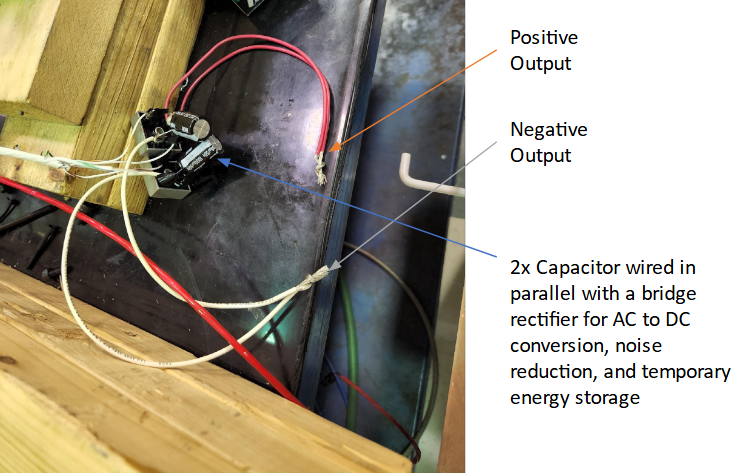 Positive
Output
Negative
Output
2x Capacitor wired in
parallel with a bridge
rectifier for AC to DC
conversion, noise
reduction, and temporary
energy storage